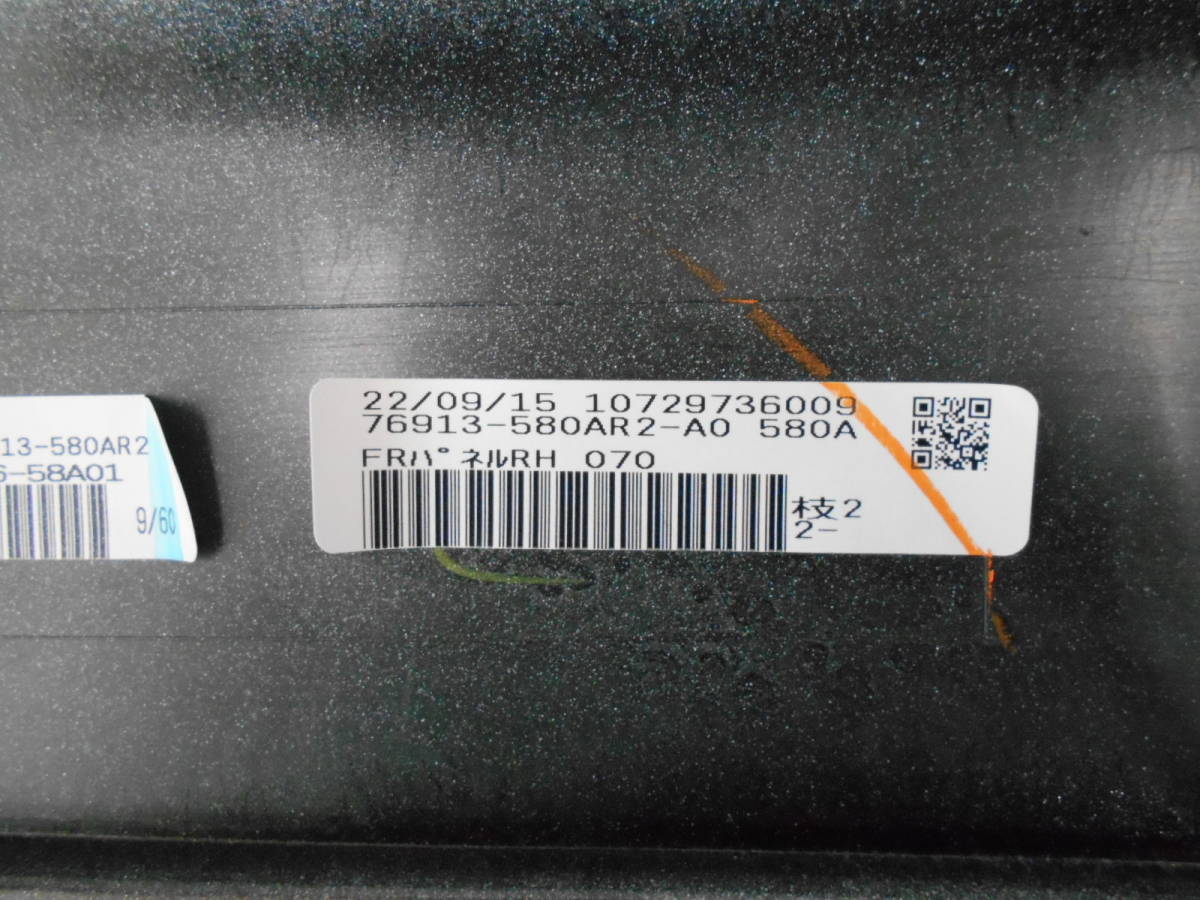 13-580AR2
6-58A01
9/60
22/09/15 10729736009
76913-580AR2-A0 580A
FRﾊﾟﾈﾙRH 070
枝2
2-